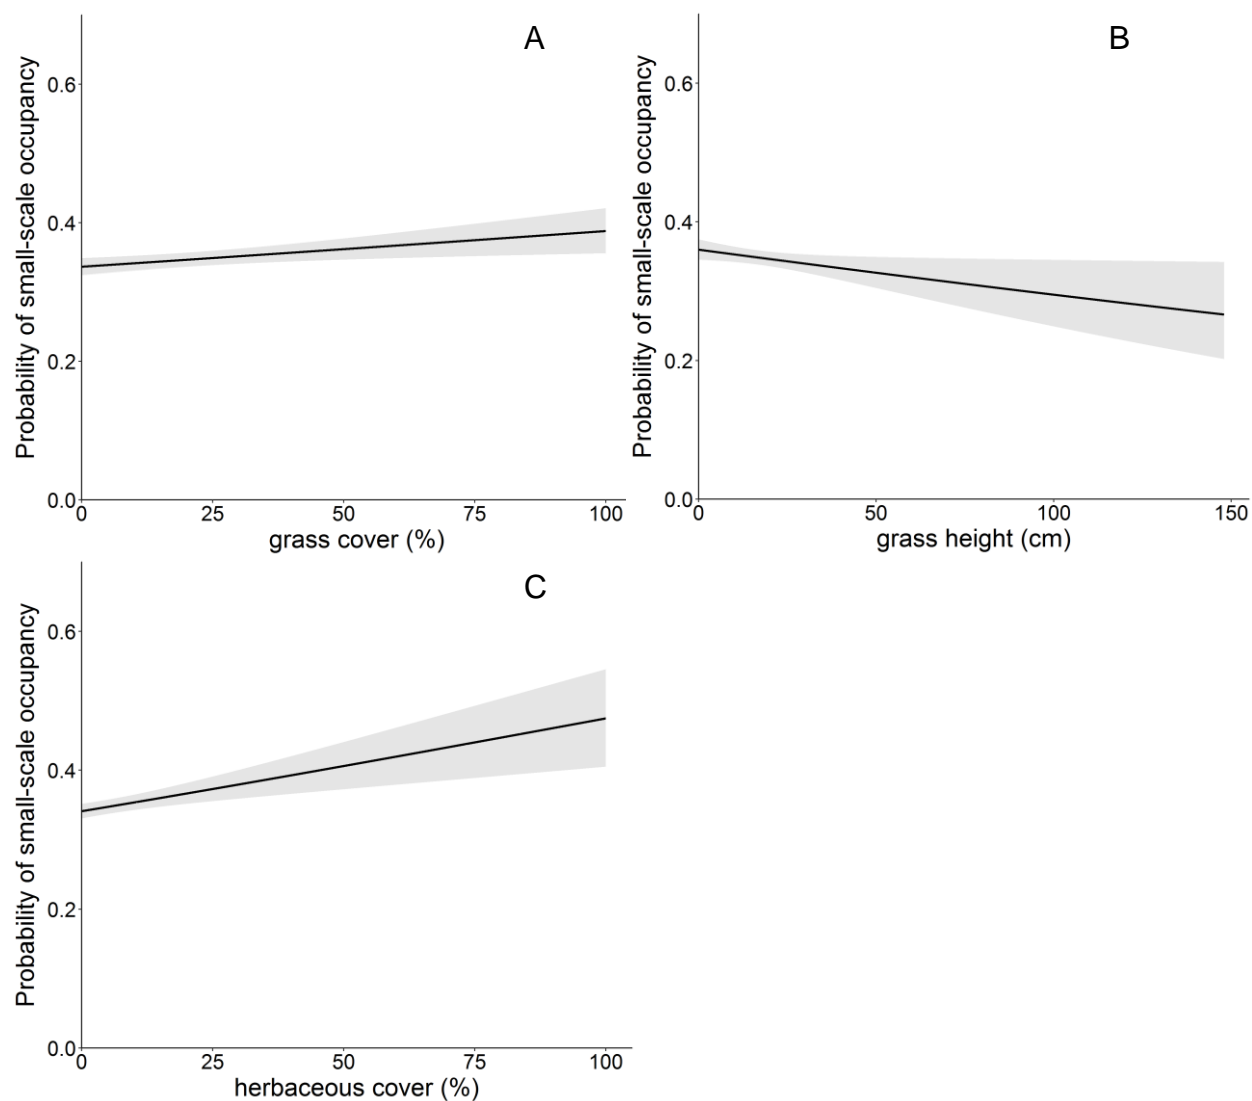 A
Probability of small-scale occupancy
0.6
0.4
0.2
0.0
0 25 50 75 100
grass cover (%)
B
Probability of small-scale occupancy
0.6
0.4
0.2
0.0
0 50 100 150
grass height (cm)
C
Probability of small-scale occupancy
0.6
0.4
0.2
0.0
0 25 50 75 100
herbaceous cover (%)